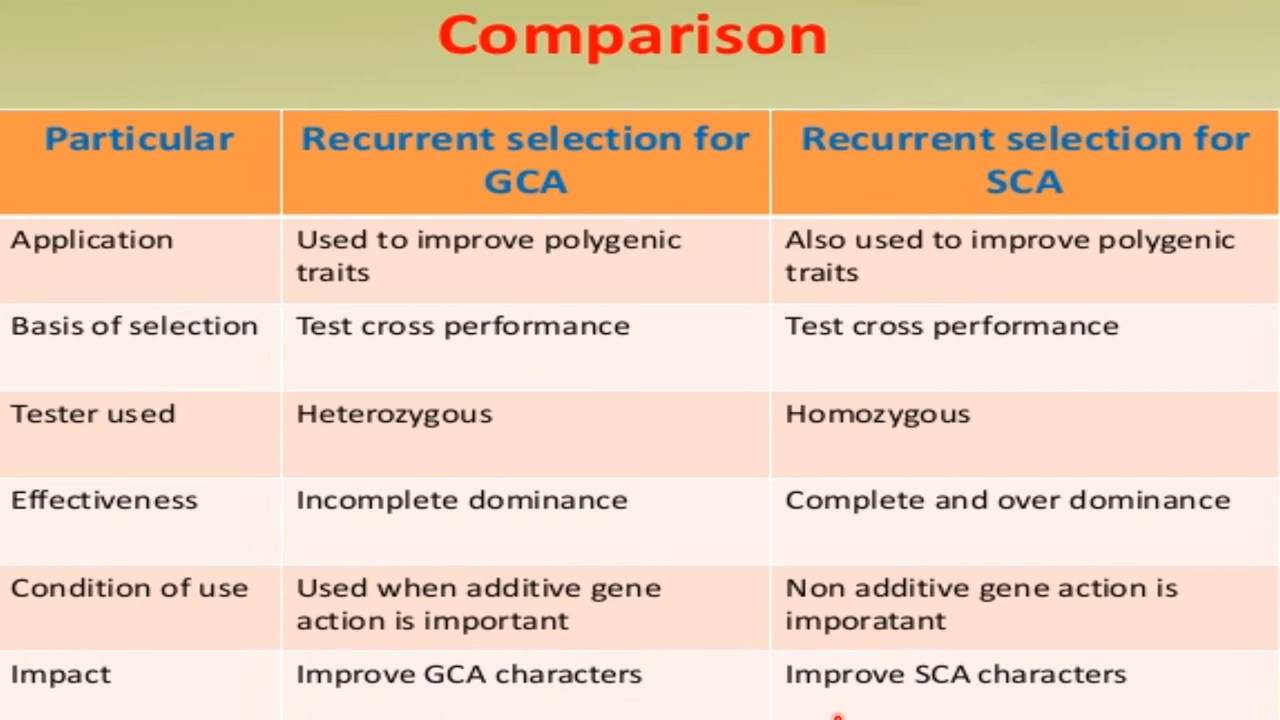 Comparison
Particular
Recurrent selection for
GCA
Recurrent selection for
SCA
Application
Used to improve polygenic
traits
Also used to improve polygenic
traits
Basis of selection
Test cross performance
Test cross performance
Tester used
Heterozygous
Homozygous
Effectiveness
Incomplete dominance
Complete and over dominance
Condition of use
Used when additive gene
action is important
Non additive gene action is
imporatant
Impact
Improve GCA characters
Improve SCA characters